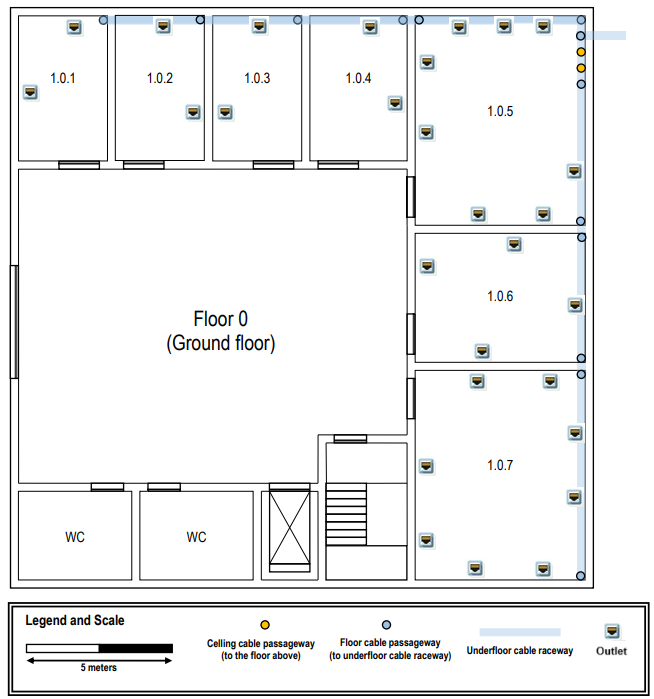 1.0.1
1.0.2
1.0.3
1.0.4
1.0.5
1.0.6
Floor 0
(Ground floor)
1.0.7
WC
WC
Legend and Scale
5 meters
Celling cable passageway
(to the floor above)
Floor cable passageway
(to underfloor cable raceway)
Underfloor cable raceway
Outlet